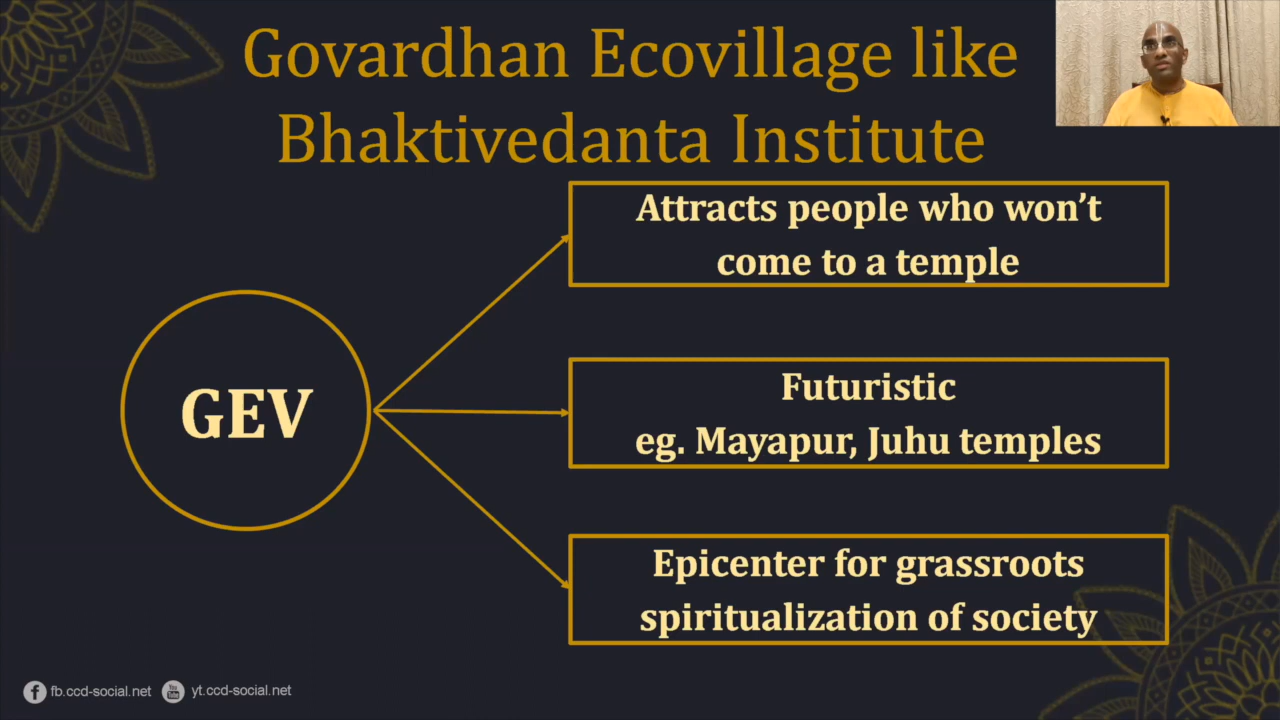 Govardhan Ecovillage like
Bhaktivedanta Institute
GEV
Attracts people who won’t
come to a temple
Futuristic
eg. Mayapur, Juhu temples
Epicenter for grassroots
spiritualization of society
fb.ccd-social.net
yt.ccd-social.net